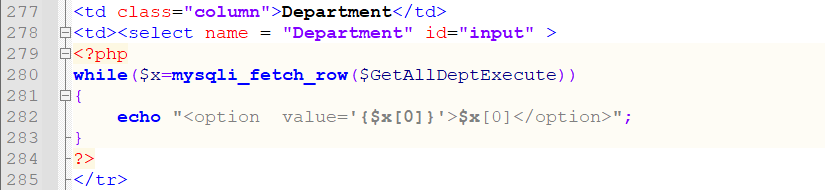 277 <td class="column">Department</td>
278 <td><select name = "Department" id="input" >
279 <?php
280 while($x=mysqli_fetch_row($GetAllDeptExecute))
281 {
282     echo "<option  value='{$x[0]}'>$x[0]</option>";
283 }
284 ?>
285 </tr>